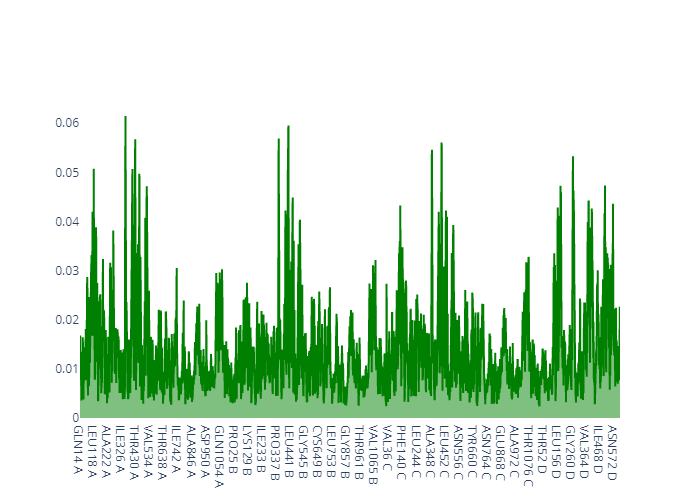 0.06
0.05
0.04
0.03
0.02
0.01
0
GLN14 A
LEU118 A
ALA222 A
ILE326 A
THR430 A
VAL534 A
THR638 A
ILE742 A
ALA846 A
ASP950 A
GLN1054 A
PRO25 B
LYS129 B
ILE233 B
PRO337 B
LEU441 B
GLY545 B
CYS649 B
LEU753 B
GLY857 B
THR961 B
VAL1065 B
VAL36 C
PHE140 C
LEU244 C
ALA348 C
LEU452 C
ASN556 C
TYR660 C
ASN764 C
GLU868 C
ALA972 C
THR1076 C
THR52 D
LEU156 D
GLY260 D
VAL364 D
ILE468 D
ASN572 D